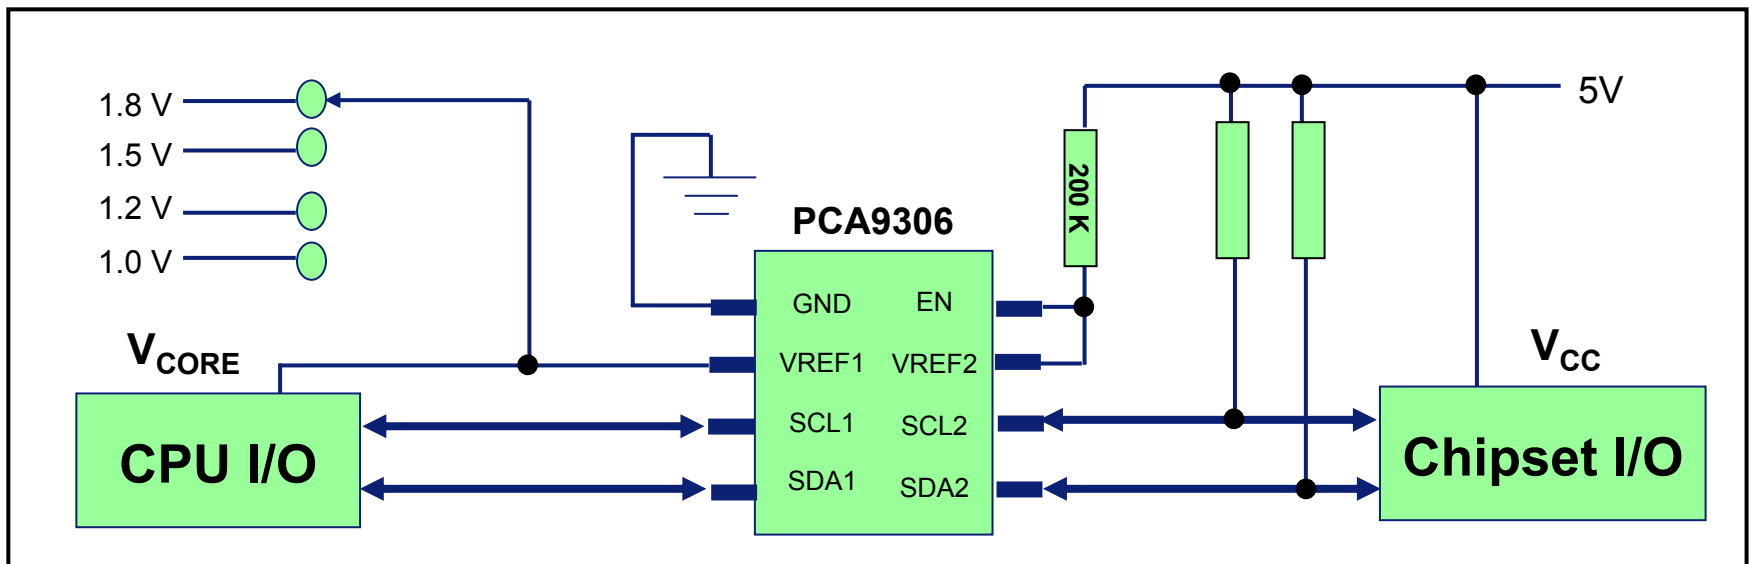 1.8 V
1.5 V
1.2 V
1.0 V
5V
200 K
PCA9306
GND
EN
VREF1
VREF2
SCL1
SCL2
SDA1
SDA2
VCORE
CPU I/O
VCC
Chipset I/O